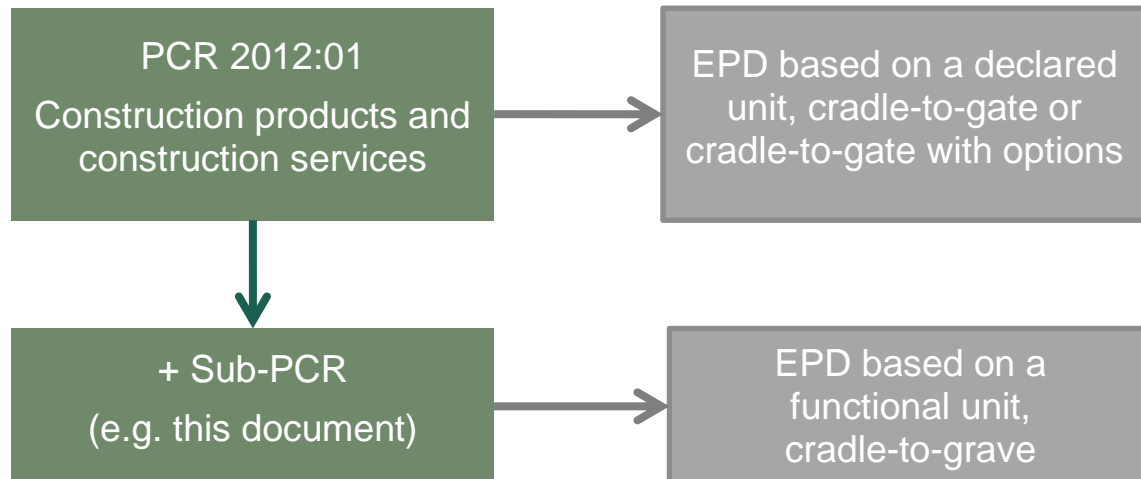 PCR 2012:01
Construction products and
construction services
EPD based on a declared
unit, cradle-to-gate or
cradle-to-gate with options
+ Sub-PCR
(e.g. this document)
EPD based on a
functional unit,
cradle-to-grave